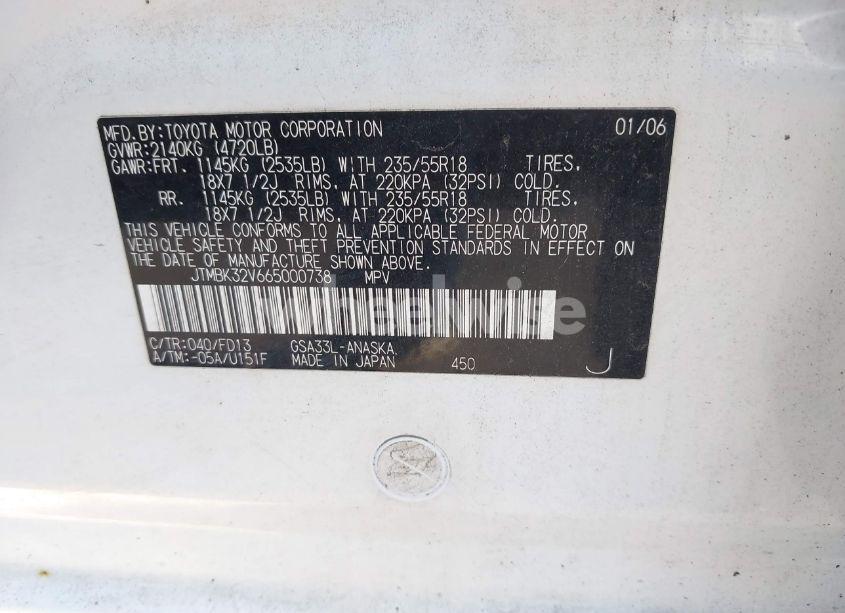 MFD.BY:TOYOTA MOTOR CORPORATION 01/06
GVWR:2140KG (4720LB)
GAWR:FRT. 1145KG (2535LB) WITH 235/55R18 TIRES,
18X7 1/2J RIMS, AT 220KPA (32PSI) COLD.
RR. 1145KG (2535LB) WITH 235/55R18 TIRES,
18X7 1/2J RIMS, AT 220KPA (32PSI) COLD.
THIS VEHICLE CONFORMS TO ALL APPLICABLE FEDERAL MOTOR
VEHICLE SAFETY AND THEFT PREVENTION STANDARDS IN EFFECT ON
THE DATE OF MANUFACTURE SHOWN ABOVE.
JTMBK32V665000738 MPV
wheelwise
C/TR:040/FD13 GSA33L-ANASKA
A/TM:-05A/U151F MADE IN JAPAN 450 J